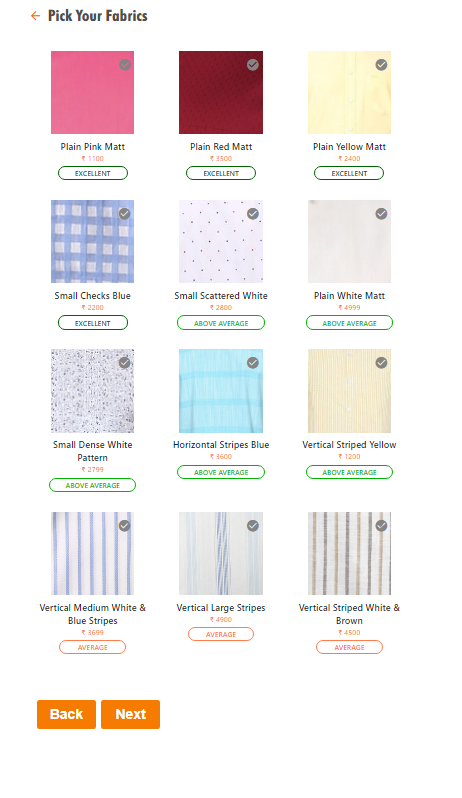 Pick Your Fabrics
Plain Pink Matt
₹ 1100
EXCELLENT
Plain Red Matt
₹ 3500
EXCELLENT
Plain Yellow Matt
₹ 2400
EXCELLENT
Small Checks Blue
₹ 2200
EXCELLENT
Small Scattered White
₹ 2800
ABOVE AVERAGE
Plain White Matt
₹ 4999
ABOVE AVERAGE
Small Dense White
Pattern
₹ 2799
ABOVE AVERAGE
Horizontal Stripes Blue
₹ 3600
ABOVE AVERAGE
Vertical Striped Yellow
₹ 1200
ABOVE AVERAGE
Vertical Medium White &
Blue Stripes
₹ 3699
AVERAGE
Vertical Large Stripes
₹ 4900
AVERAGE
Vertical Striped White &
Brown
₹ 4500
AVERAGE
Back
Next